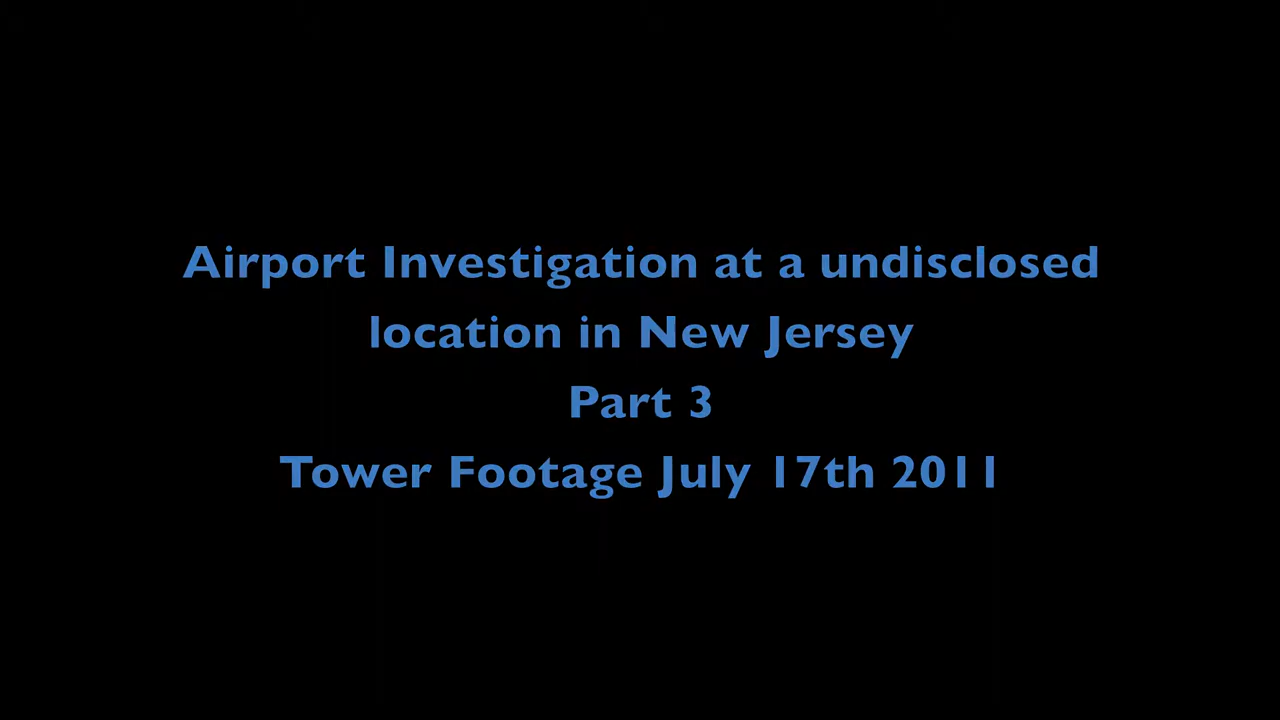 Airport Investigation at a undisclosed
location in New Jersey
Part 3
Tower Footage July 17th 2011